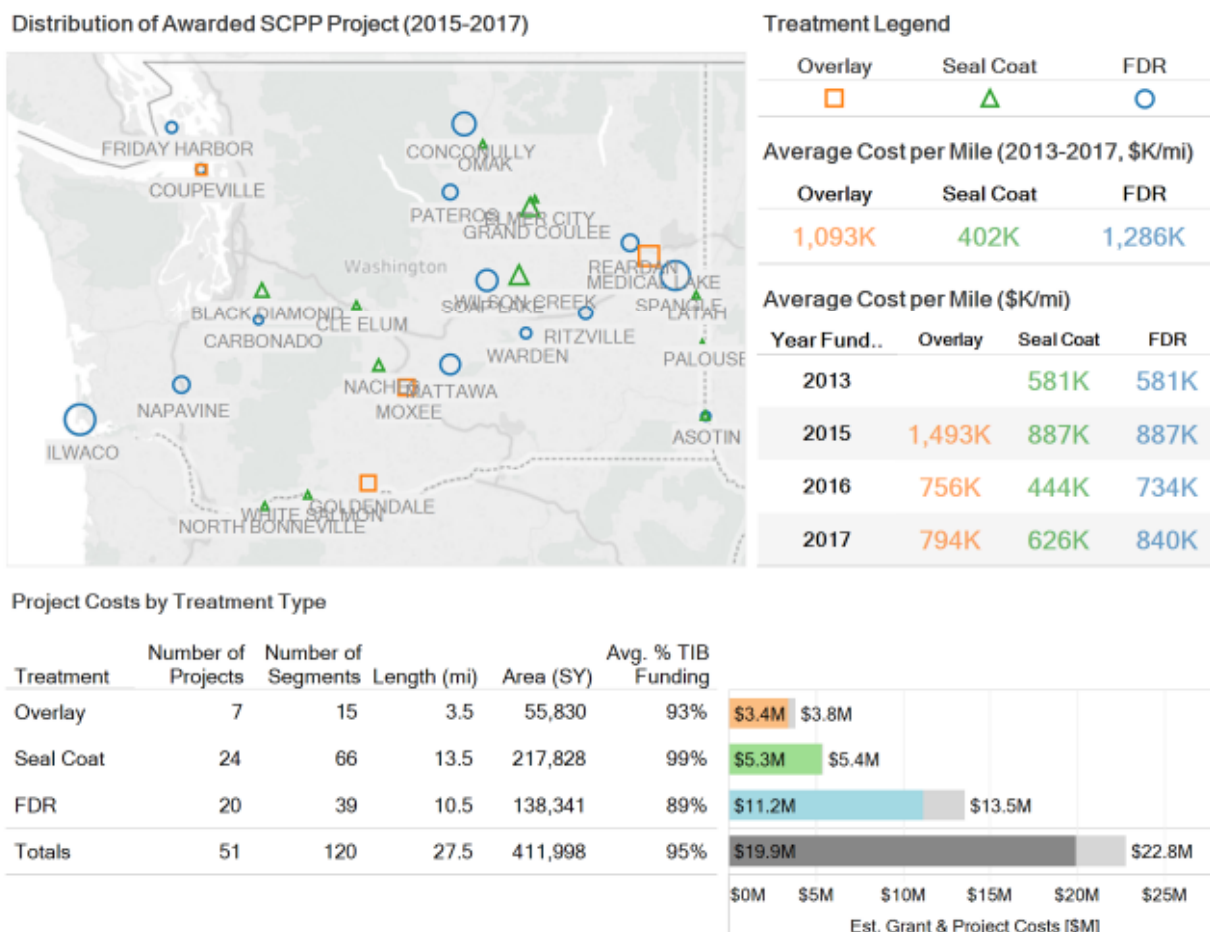 Distribution of Awarded SCPP Project (2015-2017)
FRIDAY HARBOR
COUPEVILLE
CONCONULLY
OMAK
PATEROS
ELMER CITY
GRAND COULEE
Washington
REARDAN
MEDICAL LAKE
BLACK DIAMOND
CLE ELUM
SOAP LAKE
WILSON CREEK
SPANGLE
LATAH
CARBONADO
RITZVILLE
WARDEN
PALOUSE
NACHES
MATTAWA
NAPAVINE
MOXEE
ASOTIN
ILWACO
GOLDENDALE
WHITE SALMON
NORTH BONNEVILLE
Treatment Legend
Overlay Seal Coat FDR
Average Cost per Mile (2013-2017, $K/mi)
Overlay Seal Coat FDR
1,093K 402K 1,286K
Average Cost per Mile ($K/mi)
Year Fund.. Overlay Seal Coat FDR
2013 581K 581K
2015 1,493K 887K 887K
2016 756K 444K 734K
2017 794K 626K 840K
Project Costs by Treatment Type
Treatment Number of Projects Number of Segments Length (mi) Area (SY) Avg. % TIB Funding
Overlay 7 15 3.5 55,830 93% $3.4M $3.8M
Seal Coat 24 66 13.5 217,828 99% $5.3M $5.4M
FDR 20 39 10.5 138,341 89% $11.2M $13.5M
Totals 51 120 27.5 411,998 95% $19.9M $22.8M
$0M $5M $10M $15M $20M $25M
Est. Grant & Project Costs [$M]